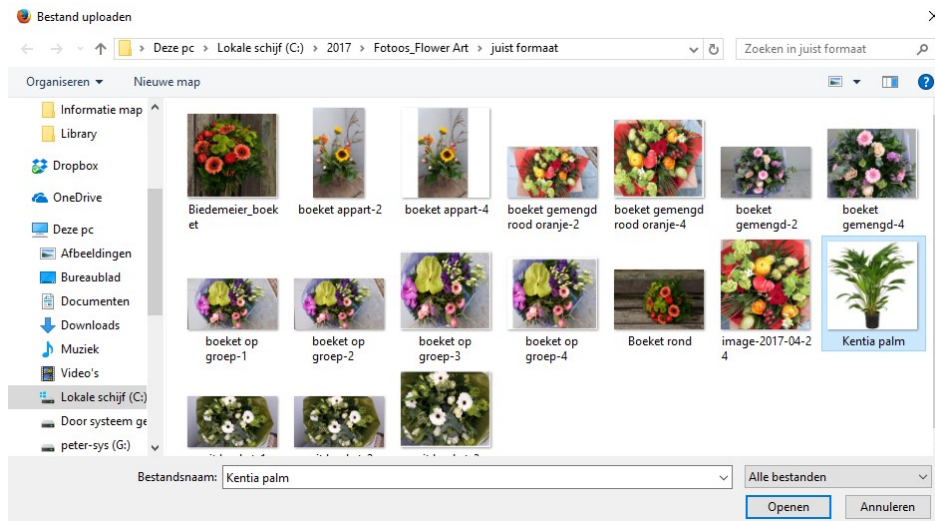 Bestand uploaden
Deze pc > Lokale schijf (C:) > 2017 > Fotoos_Flower Art > juist formaat
Zoeken in juist formaat
Organiseren
Nieuwe map
Informatie map
Library
Dropbox
OneDrive
Deze pc
Afbeeldingen
Bureaublad
Documenten
Downloads
Muziek
Video's
Lokale schijf (C:)
Door systeem ge
peter-sys (G:)
Biedemeier_boek
et
boeket appart-2
boeket appart-4
boeket gemengd
rood oranje-2
boeket gemengd
rood oranje-4
boeket
gemengd-2
boeket
gemengd-4
boeket op
groep-1
boeket op
groep-2
boeket op
groep-3
boeket op
groep-4
Boeket rond
image-2017-04-2
4
Kentia palm
Bestandsnaam:
Kentia palm
Alle bestanden
Openen
Annuleren